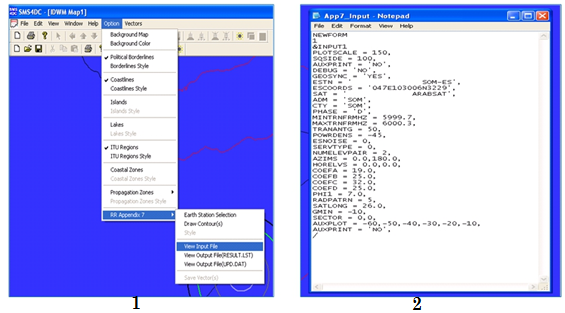 SMS4DC - [IDWM Map1]
File Edit View Window Help Option Vectors
Background Map
Background Color
Political Borderlines
Borderlines Style
Coastlines
Coastlines Style
Islands
Islands Style
Lakes
Lakes Style
ITU Regions
ITU Regions Style
Coastal Zones
Coastal Zones Style
Propagation Zones
Propagation Zones Style
RR Appendix 7
Earth Station Selection
Draw Contour(s)
Style
View Input File
View Output File(RESULT.LST)
View Output File(UPD.DAT)
Save Vector(s)
1
App7_Input - Notepad
File Edit Format View Help
NEWFORM
1
&INPUT1
PLOTSCALE = 150,
SQSIDE = 100,
AUXPRINT = 'NO',
DEBUG = 'NO',
GEOSYNC = 'YES',
ESTN = ' SOM-ES',
ESCOORDS = '047E103006N3229',
SAT = ' ARABSAT',
ADM = 'SOM',
CTY = 'SOM',
PHASE = 'D',
MINTRNFRMHZ = 5999.7,
MAXTRNFRMHZ = 6000.3,
TRANANTG = 50,
POWRDENS = -45,
ESNOISE = 0,
SERVTYPE = 0,
NUMELEVPAIR = 2,
AZIMS = 0.0,180.0,
HORELVS = 0.0,0.0,
COEFA = 19.0,
COEFB = 25.0,
COEFC = 32.0,
COEFD = 25.0,
PHI1 = 7.0,
RADPATRN = 5,
SATLONG = 26.0,
GMIN = -10,
SECTOR = 0.0,
AUXPLOT = -60,-50,-40,-30,-20,-10,
AUXPRINT = 'NO',
/
2